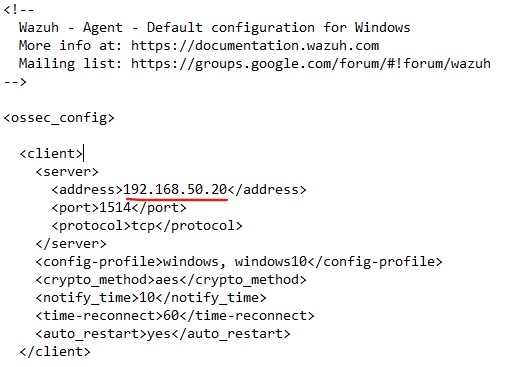 <!--
Wazuh - Agent - Default configuration for Windows
More info at: https://documentation.wazuh.com
Mailing list: https://groups.google.com/forum/#!forum/wazuh
-->
<ossec_config>
<client>
<server>
<address>192.168.50.20</address>
<port>1514</port>
<protocol>tcp</protocol>
</server>
<config-profile>windows, windows10</config-profile>
<crypto_method>aes</crypto_method>
<notify_time>10</notify_time>
<time-reconnect>60</time-reconnect>
<auto_restart>yes</auto_restart>
</client>